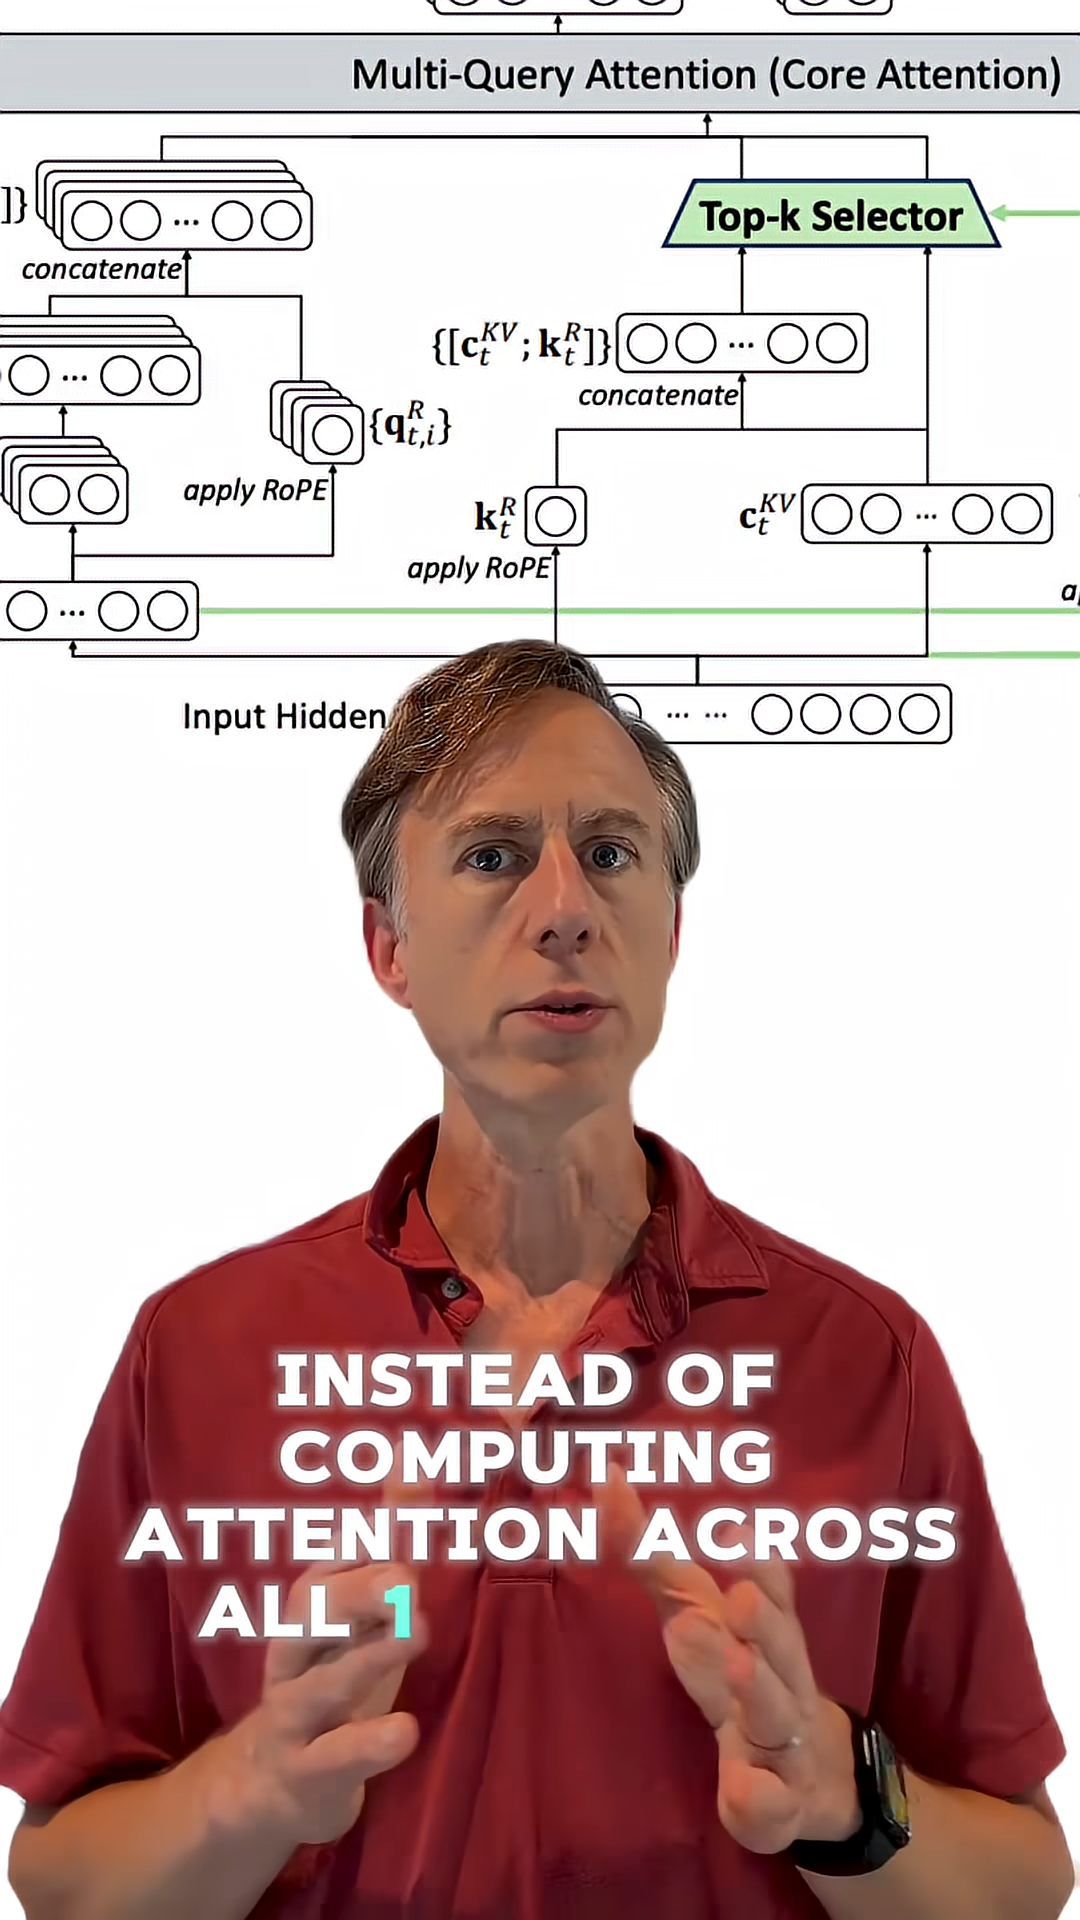 Multi-Query Attention (Core Attention)
]}
Top-k Selector
concatenate
{[c_t^{KV}; k_t^R]}
concatenate
{q_{t,i}^R}
apply RoPE
k_t^R
c_t^{KV}
apply RoPE
Input Hidden
INSTEAD OF
COMPUTING
ATTENTION ACROSS
ALL 1